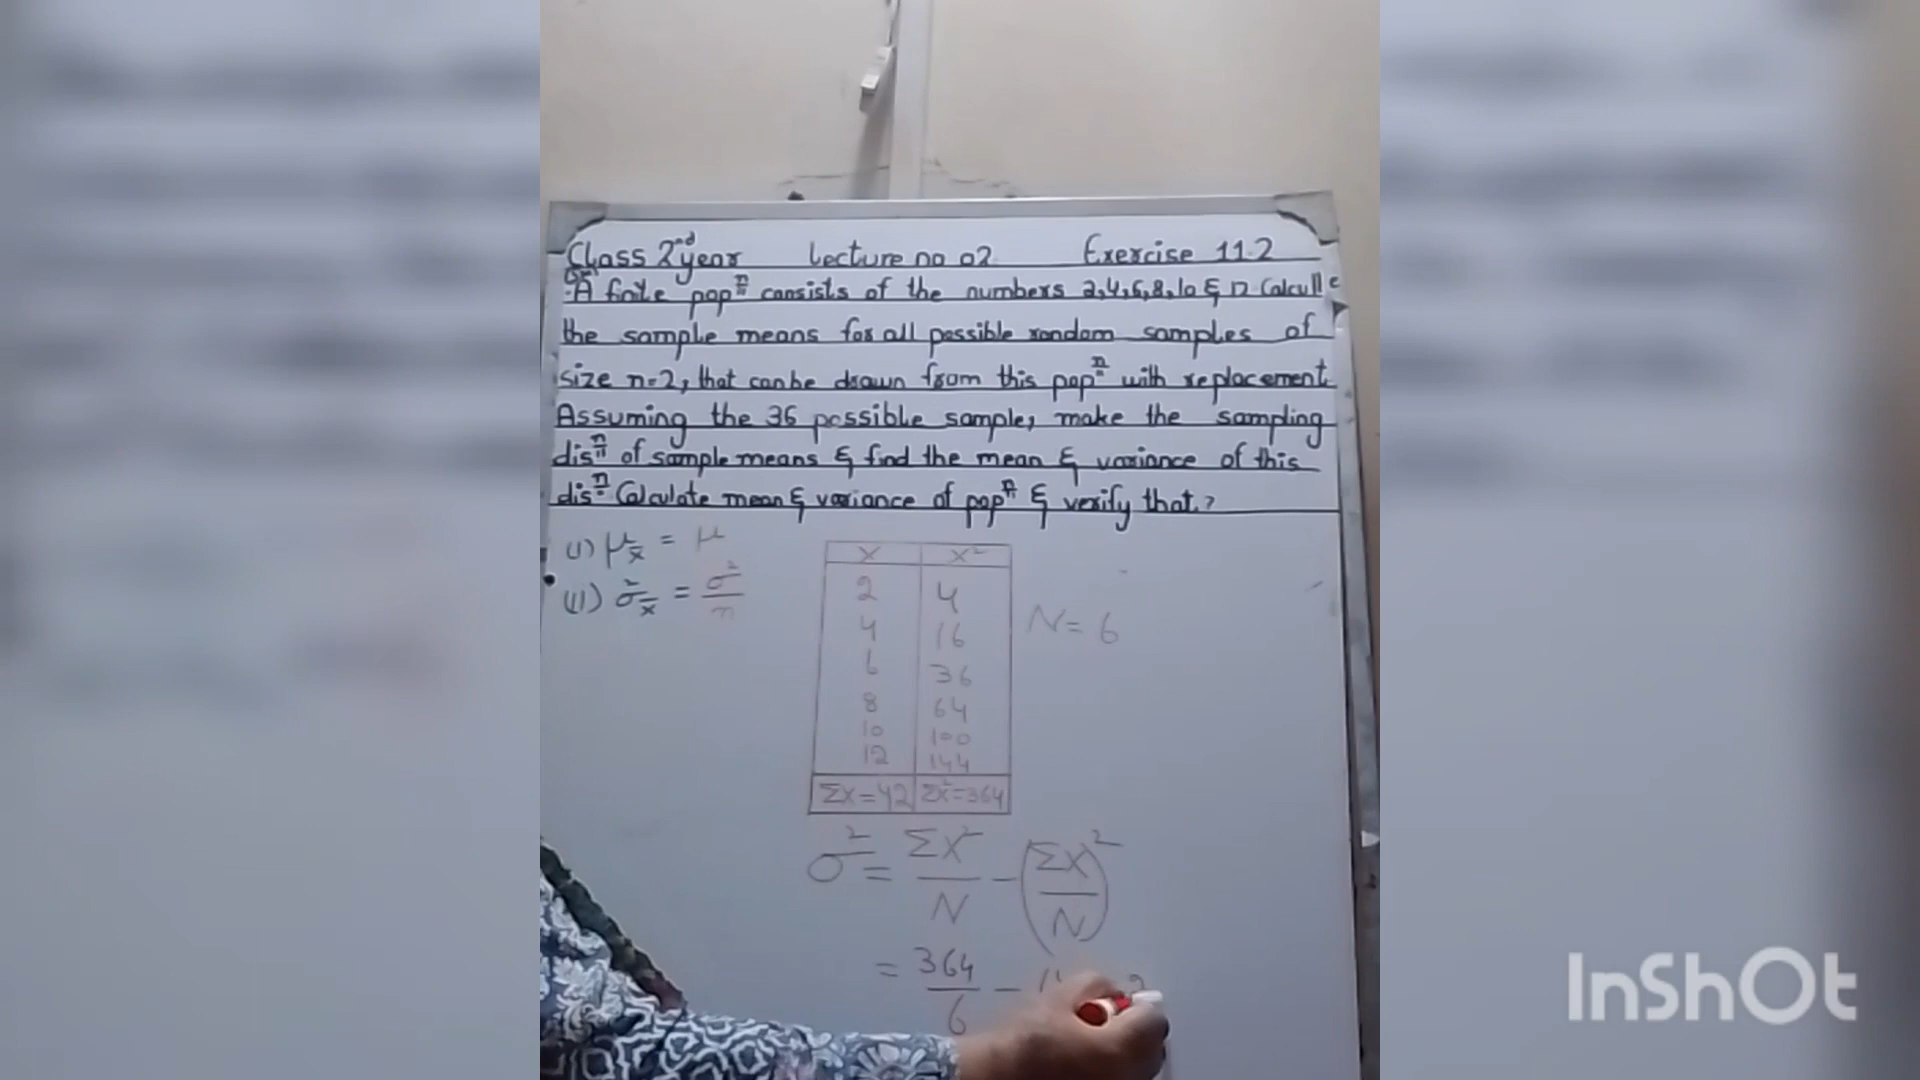 Class 2nd year Lecture no 02 Exercise 11.2
A finite popⁿ consists of the numbers 2,4,6,8,10 & 12 Calcull e
the sample means for all possible random samples of
size n=2, that can be drawn from this popⁿ with replacement
Assuming the 36 possible sample, make the sampling
disⁿ of sample means & find the mean & variance of this
disⁿ Calculate mean & variance of popⁿ & verify that?
(I) μx̄ = μ
(II) σ²x̄ = σ²/n
X X²
2 4
4 16
6 36
8 64
10 100
12 144
ΣX=42 ΣX²=364
N = 6
σ² = ΣX²/N - (ΣX/N)²
= 364/6 -
InShOt